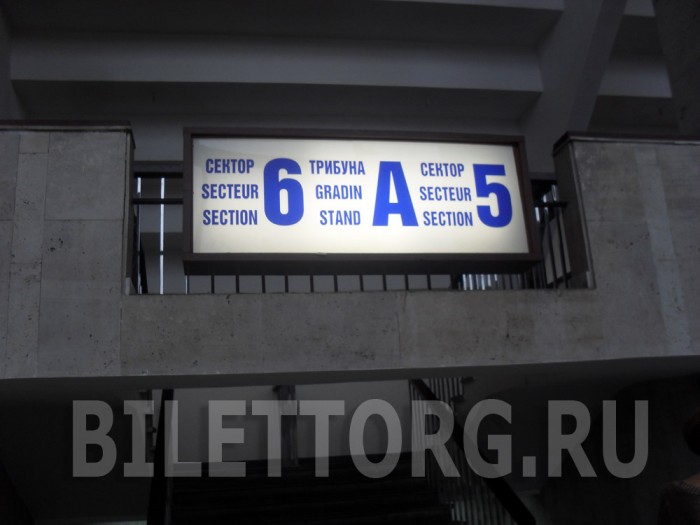 СЕКТОР
SECTEUR
SECTION
6
ТРИБУНА
GRADIN
STAND
А
СЕКТОР
SECTEUR
SECTION
5
BILETTORG.RU